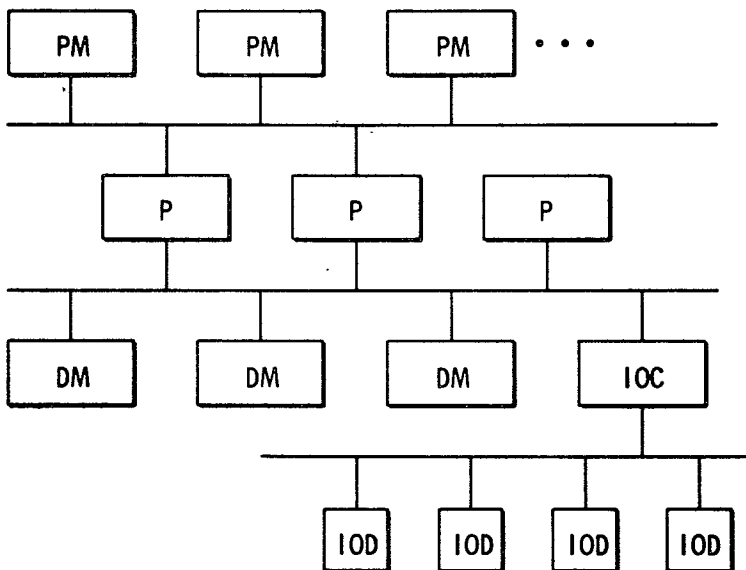 PM PM PM • • •
P P P
DM DM DM IOC
IOD IOD IOD IOD